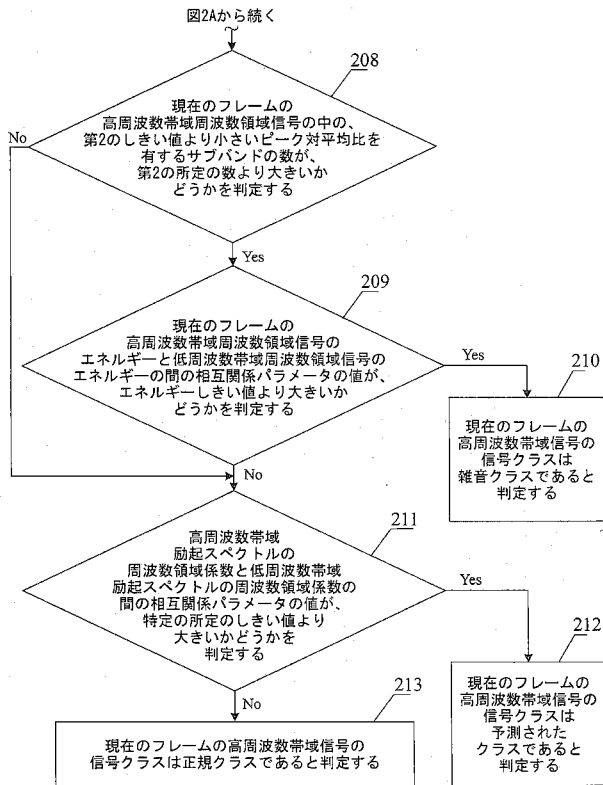 図2Aから続く
208
現在のフレームの
高周波数帯域周波数領域信号の中の、
第2のしきい値より小さいピーク対平均比を
有するサブバンドの数が、
第2の所定の数より大きいか
どうかを判定する
No
Yes
209
現在のフレームの
高周波数帯域周波数領域信号の
エネルギーと低周波数帯域周波数領域信号の
エネルギーの間の相互関係パラメータの値が、
エネルギーしきい値より大きいか
どうかを判定する
Yes
210
現在のフレームの
高周波数帯域信号の
信号クラスは
雑音クラスであると
判定する
No
211
高周波数帯域
励起スペクトルの
周波数領域係数と低周波数帯域
励起スペクトルの周波数領域係数の
間の相互関係パラメータの値が、
特定の所定のしきい値より
大きいかどうかを
判定する
Yes
212
現在のフレームの
高周波数帯域信号の
信号クラスは
予測された
クラスであると
判定する
No
213
現在のフレームの高周波数帯域信号の
信号クラスは正規クラスであると判定する